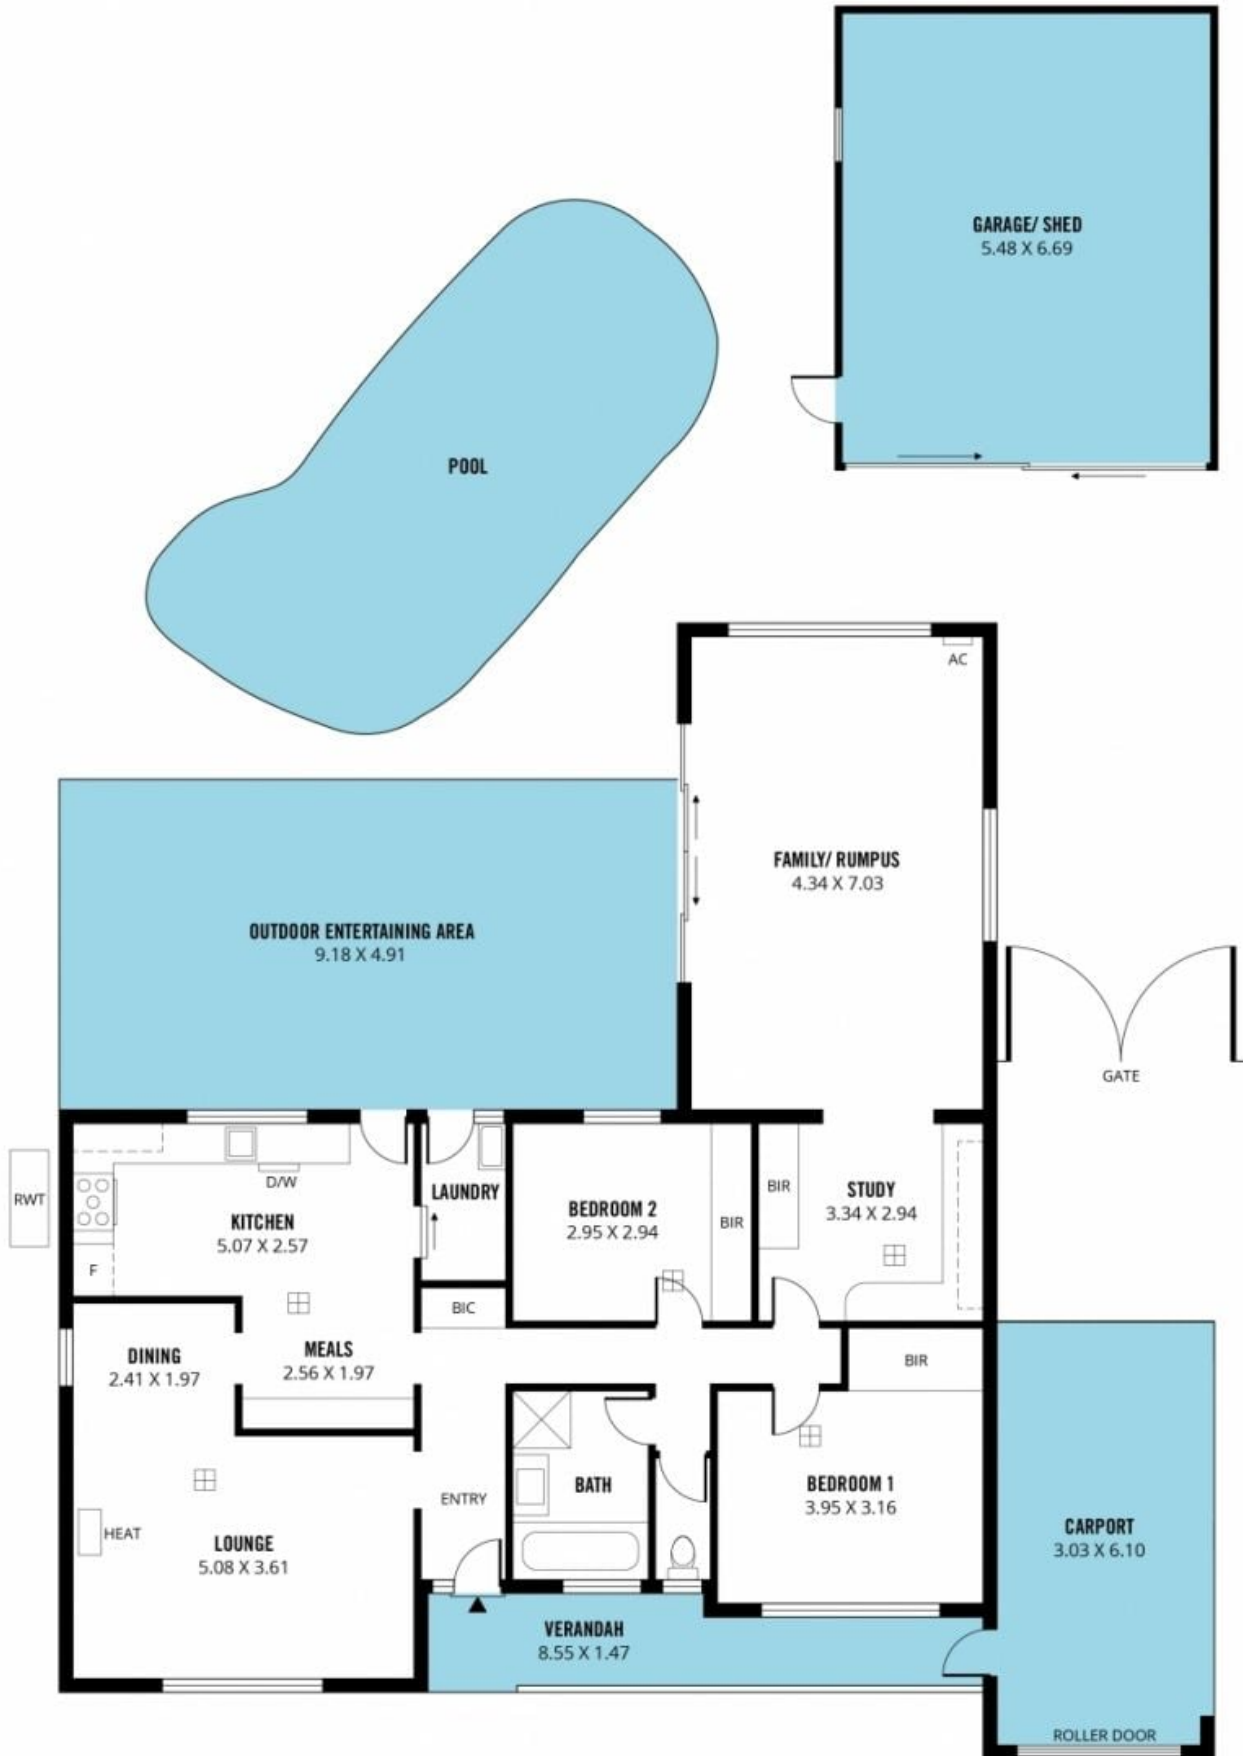 GARAGE/ SHED
5.48 X 6.69
POOL
AC
FAMILY/ RUMPUS
4.34 X 7.03
OUTDOOR ENTERTAINING AREA
9.18 X 4.91
GATE
RWT
D/W
KITCHEN
5.07 X 2.57
F
LAUNDRY
BEDROOM 2
2.95 X 2.94
BIR
BIR
STUDY
3.34 X 2.94
BIC
DINING
2.41 X 1.97
MEALS
2.56 X 1.97
BIR
BATH
ENTRY
BEDROOM 1
3.95 X 3.16
HEAT
LOUNGE
5.08 X 3.61
CARPORT
3.03 X 6.10
VERANDAH
8.55 X 1.47
ROLLER DOOR